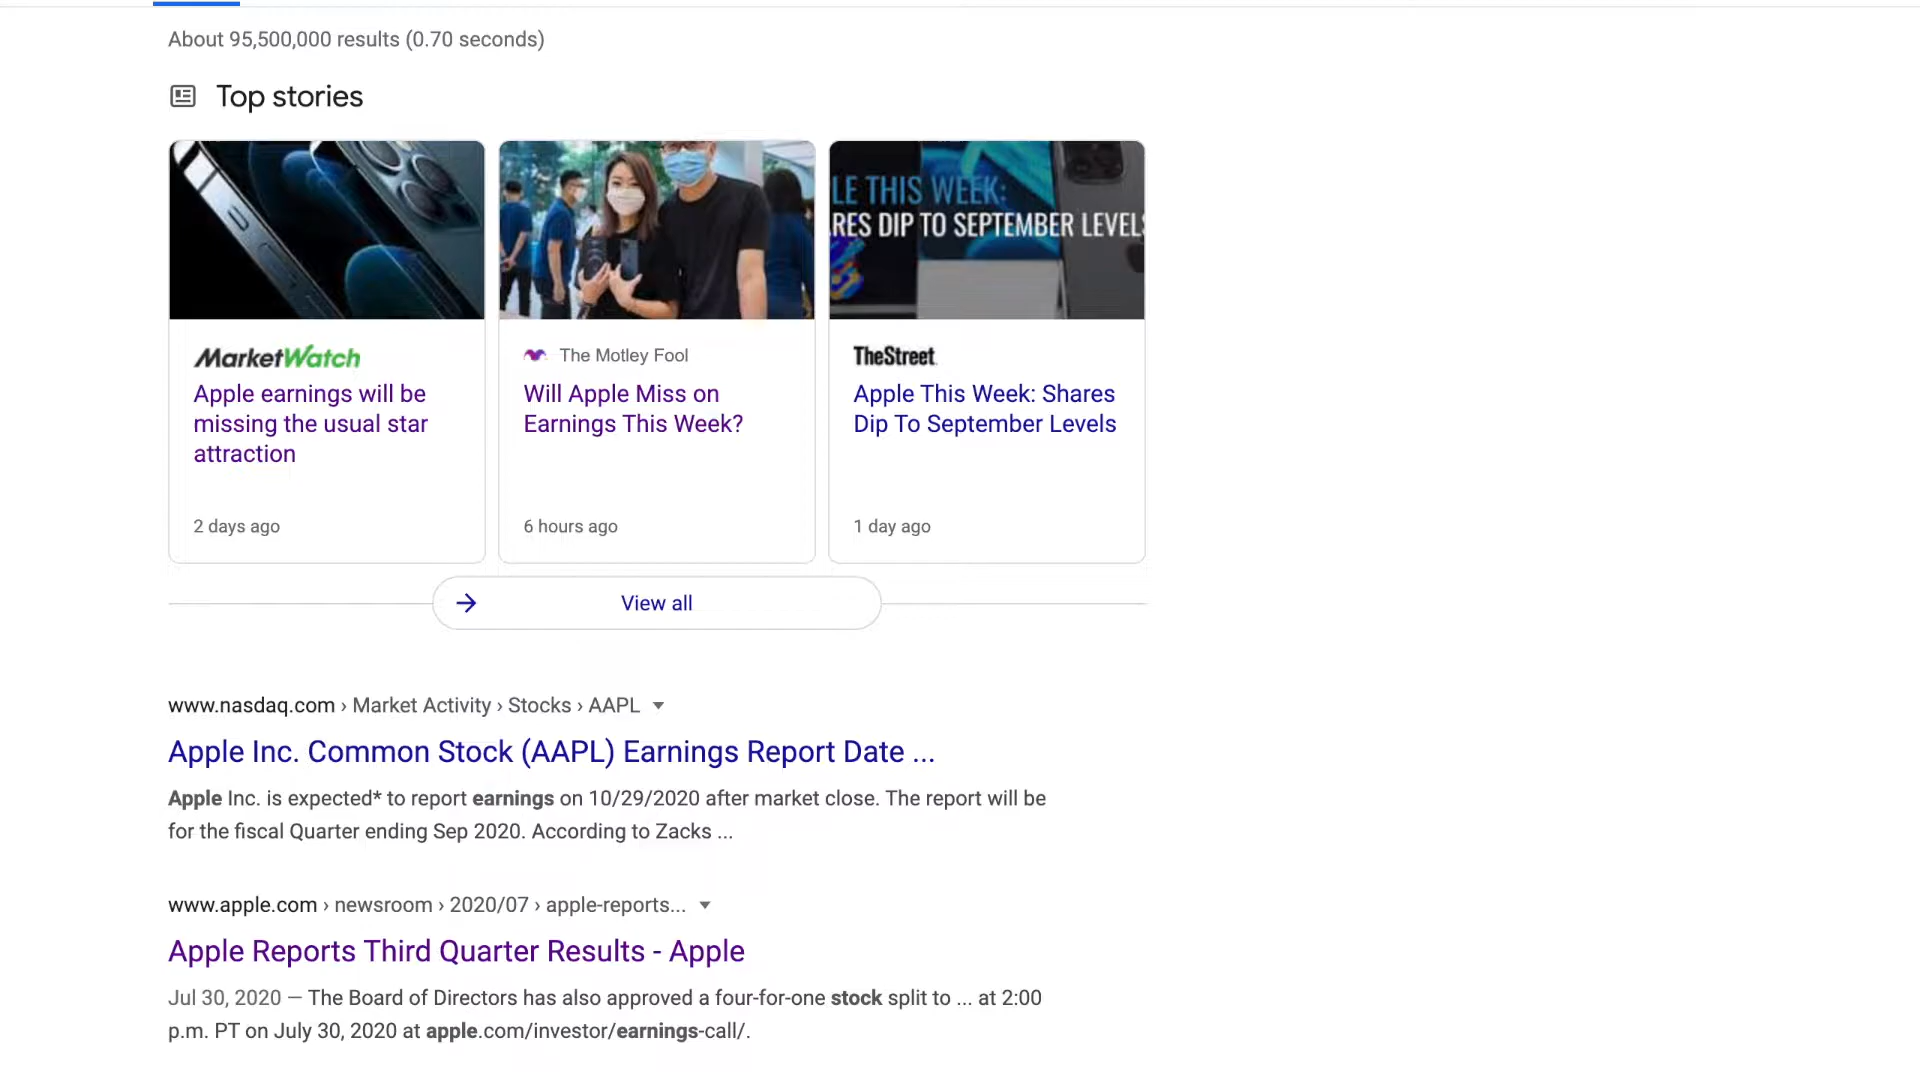 About 95,500,000 results (0.70 seconds)
Top stories
LE THIS WEEK:
RES DIP TO SEPTEMBER LEVELS
MarketWatch
Apple earnings will be
missing the usual star
attraction
2 days ago
The Motley Fool
Will Apple Miss on
Earnings This Week?
6 hours ago
TheStreet
Apple This Week: Shares
Dip To September Levels
1 day ago
View all
www.nasdaq.com › Market Activity › Stocks › AAPL
Apple Inc. Common Stock (AAPL) Earnings Report Date ...
Apple Inc. is expected* to report earnings on 10/29/2020 after market close. The report will be
for the fiscal Quarter ending Sep 2020. According to Zacks ...
www.apple.com › newsroom › 2020/07 › apple-reports...
Apple Reports Third Quarter Results - Apple
Jul 30, 2020 — The Board of Directors has also approved a four-for-one stock split to ... at 2:00
p.m. PT on July 30, 2020 at apple.com/investor/earnings-call/.